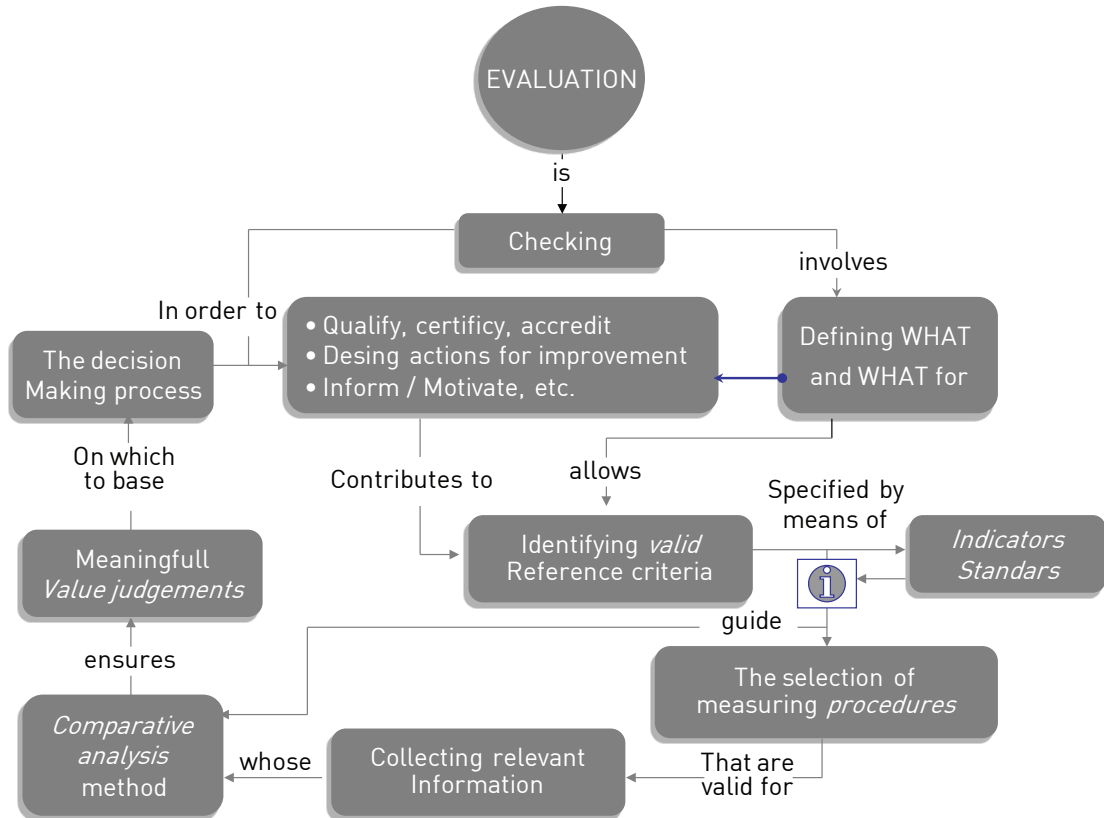 EVALUATION
is
Checking
involves
In order to
• Qualify, certificy, accredit
• Desing actions for improvement
• Inform / Motivate, etc.
Defining WHAT
and WHAT for
The decision
Making process
On which
to base
Contributes to
allows
Specified by
means of
Identifying valid
Reference criteria
Indicators
Standars
i
Meaningfull
Value judgements
guide
ensures
The selection of
measuring procedures
Comparative
analysis
method
whose
Collecting relevant
Information
That are
valid for